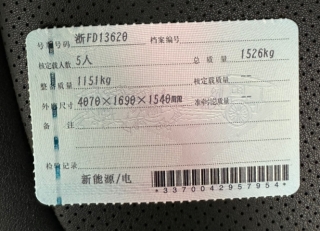 号牌号码 浙FD13620 档案编号
核定载人数 5人 总质量 1526kg
整备质量 1151kg 核定载质量 --
外廓尺寸 4070×1690×1540mm 准牵引总质量 --
备注
检验记录
新能源/电
*3370042957954*